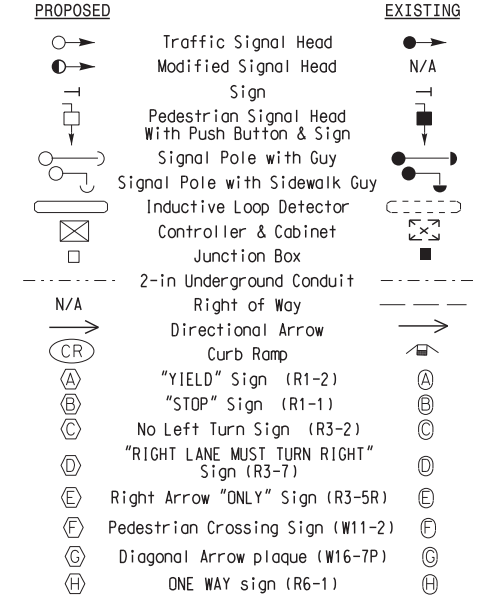 PROPOSED EXISTING
Traffic Signal Head
Modified Signal Head N/A
Sign
Pedestrian Signal Head
With Push Button & Sign
Signal Pole with Guy
Signal Pole with Sidewalk Guy
Inductive Loop Detector
Controller & Cabinet
Junction Box
2-in Underground Conduit
N/A Right of Way
Directional Arrow
CR Curb Ramp
A "YIELD" Sign (R1-2) A
B "STOP" Sign (R1-1) B
C No Left Turn Sign (R3-2) C
"RIGHT LANE MUST TURN RIGHT"
D Sign (R3-7) D
E Right Arrow "ONLY" Sign (R3-5R) E
F Pedestrian Crossing Sign (W11-2) F
G Diagonal Arrow plaque (W16-7P) G
H ONE WAY sign (R6-1) H